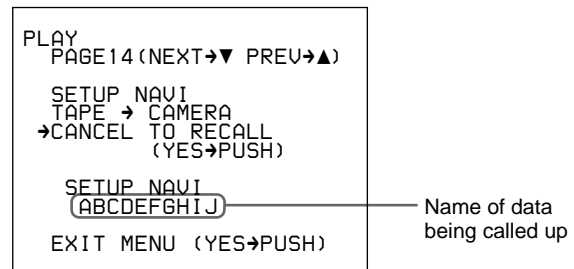 PLAY
PAGE14(NEXT➔▼ PREV➔▲)
SETUP NAVI
TAPE ➔ CAMERA
➔CANCEL TO RECALL
(YES➔PUSH)
SETUP NAVI
ABCDEFGHIJ
EXIT MENU (YES➔PUSH)
Name of data
being called up